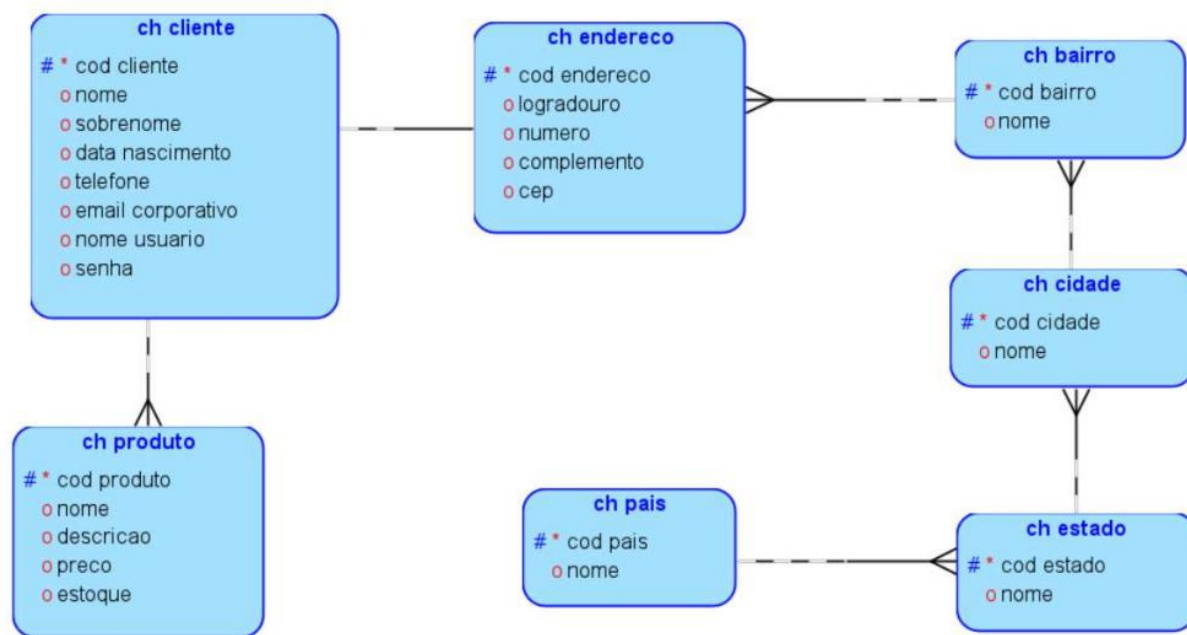 ch cliente
# * cod cliente
o nome
o sobrenome
o data nascimento
o telefone
o email corporativo
o nome usuario
o senha
ch endereco
# * cod endereco
o logradouro
o numero
o complemento
o cep
ch bairro
# * cod bairro
o nome
ch cidade
# * cod cidade
o nome
ch produto
# * cod produto
o nome
o descricao
o preco
o estoque
ch pais
# * cod pais
o nome
ch estado
# * cod estado
o nome